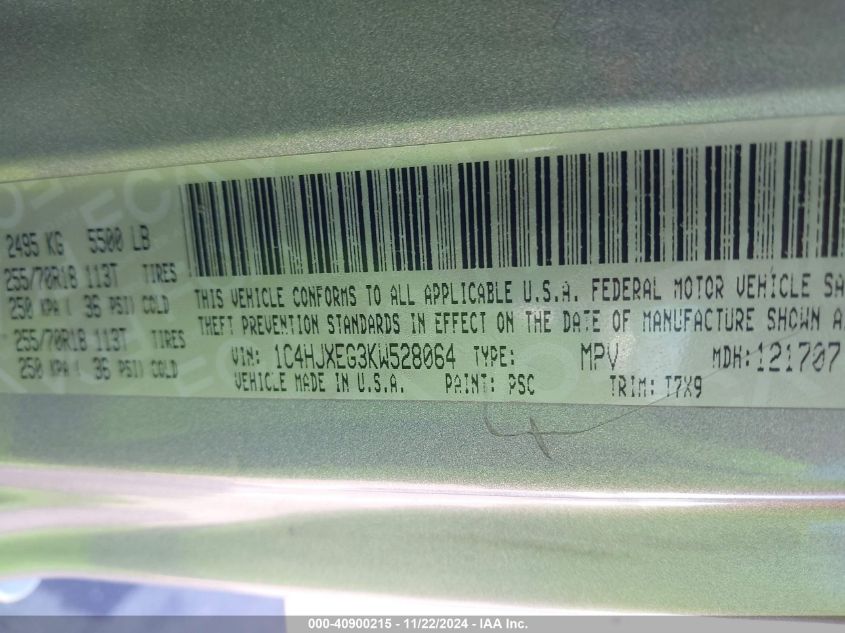 2495 KG 5500 LB
255/70R18 113T TIRES
250 KPA ( 36 PSI) COLD
255/70R18 113T TIRES
250 KPA ( 36 PSI) COLD
THIS VEHICLE CONFORMS TO ALL APPLICABLE U.S.A. FEDERAL MOTOR VEHICLE SA
THEFT PREVENTION STANDARDS IN EFFECT ON THE DATE OF MANUFACTURE SHOWN A
VIN: 1C4HJXEG3KW528064 TYPE: MPV MDH:121707
VEHICLE MADE IN U.S.A. PAINT: PSC TRIM: T7X9
000-40900215 - 11/22/2024 - IAA Inc.